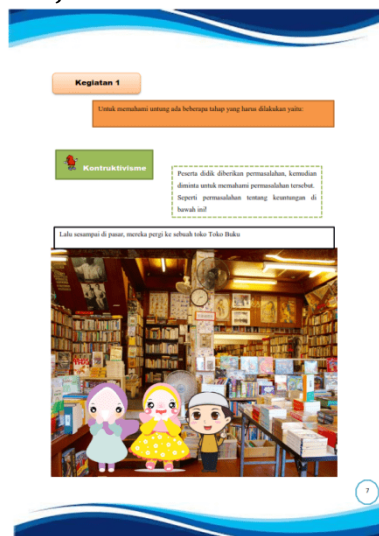 Kegiatan 1
Untuk memahami untung ada beberapa tahap yang harus dilakukan yaitu:
Kontruktivisme
Peserta didik diberikan permasalahan, kemudian
diminta untuk memahami permasalahan tersebut.
Seperti permasalahan tentang keuntungan di
bawah ini!
Lalu sesampai di pasar, mereka pergi ke sebuah toko Toko Buku
7